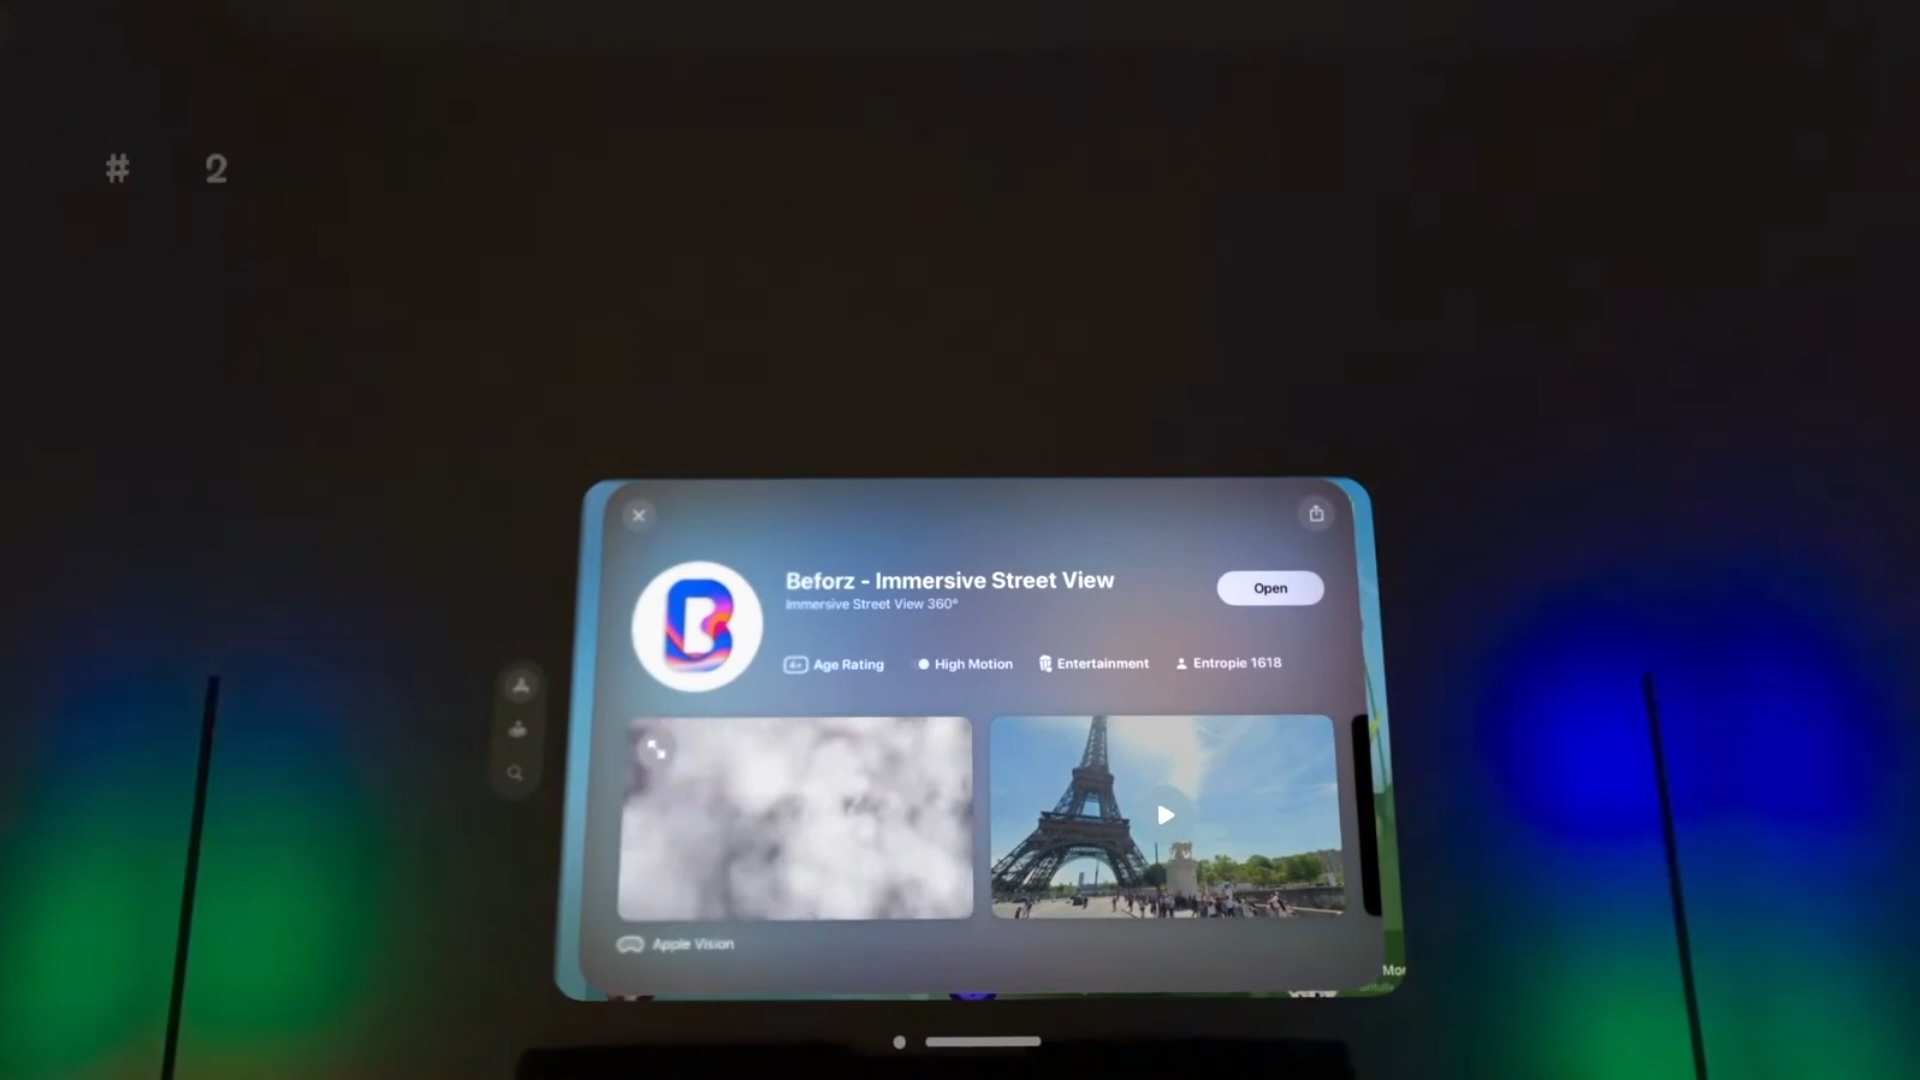 # 2
Beforz - Immersive Street View
Immersive Street View 360°
Open
4+ Age Rating
High Motion
Entertainment
Entropie 1618
Apple Vision